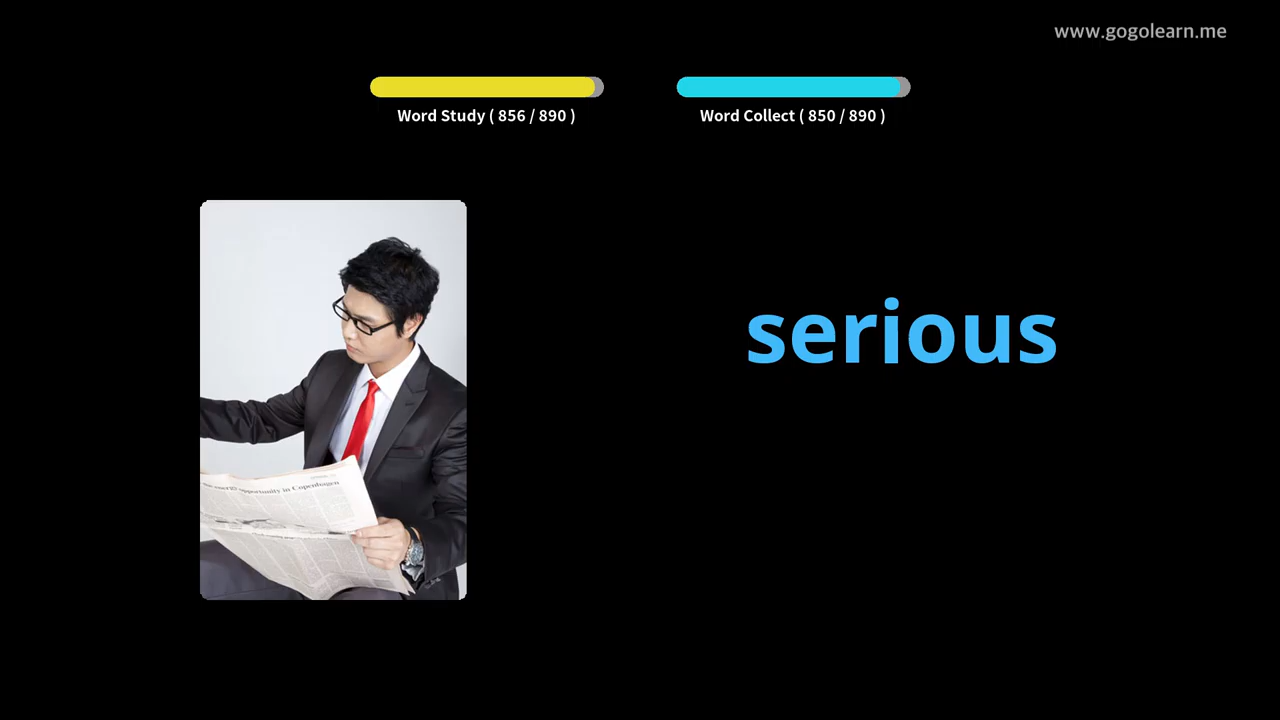 www.gogolearn.me
Word Study ( 856 / 890 )
Word Collect ( 850 / 890 )
serious
opportunity in Copenhagen